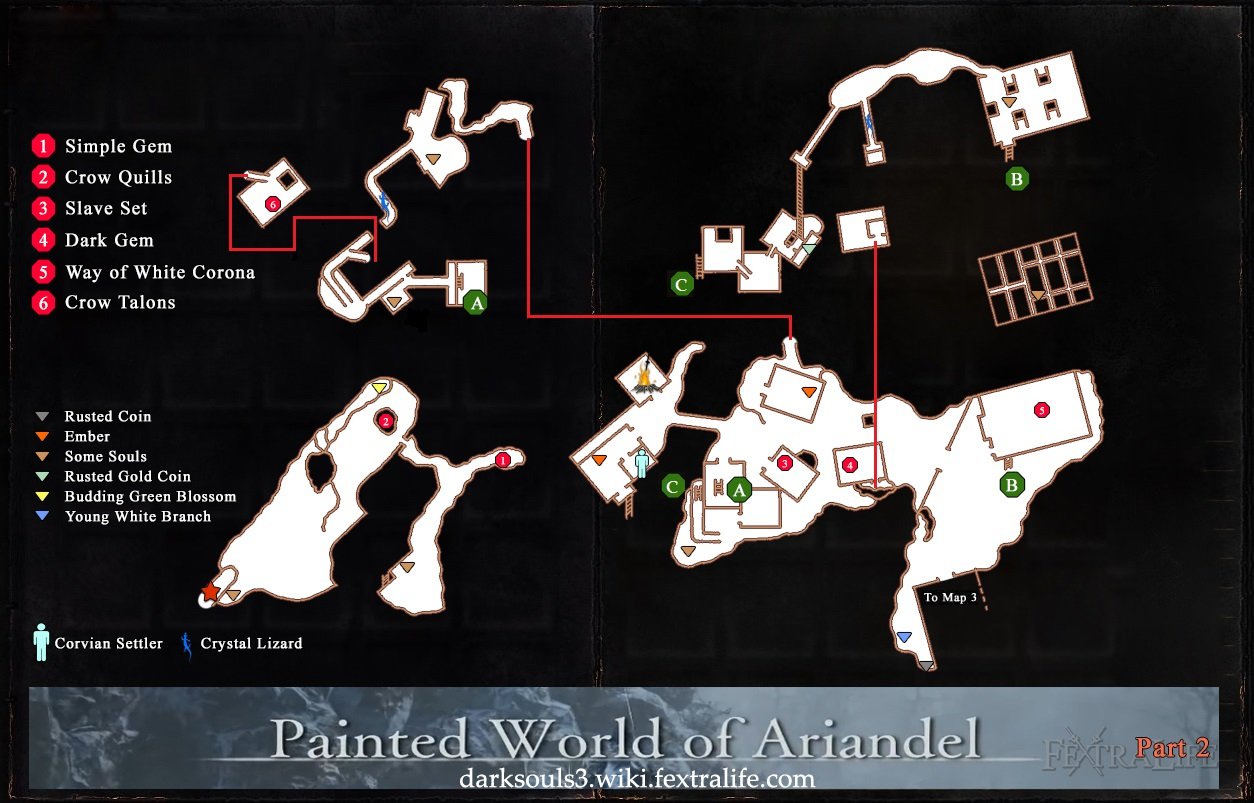 1 Simple Gem
2 Crow Quills
3 Slave Set
4 Dark Gem
5 Way of White Corona
6 Crow Talons
6
A
B
C
Rusted Coin
Ember
Some Souls
Rusted Gold Coin
Budding Green Blossom
Young White Branch
2
1
5
3
4
C
A
B
To Map 3
Corvian Settler
Crystal Lizard
Painted World of Ariandel
FEXTRALIFE
Part 2
darksouls3.wiki.fextralife.com